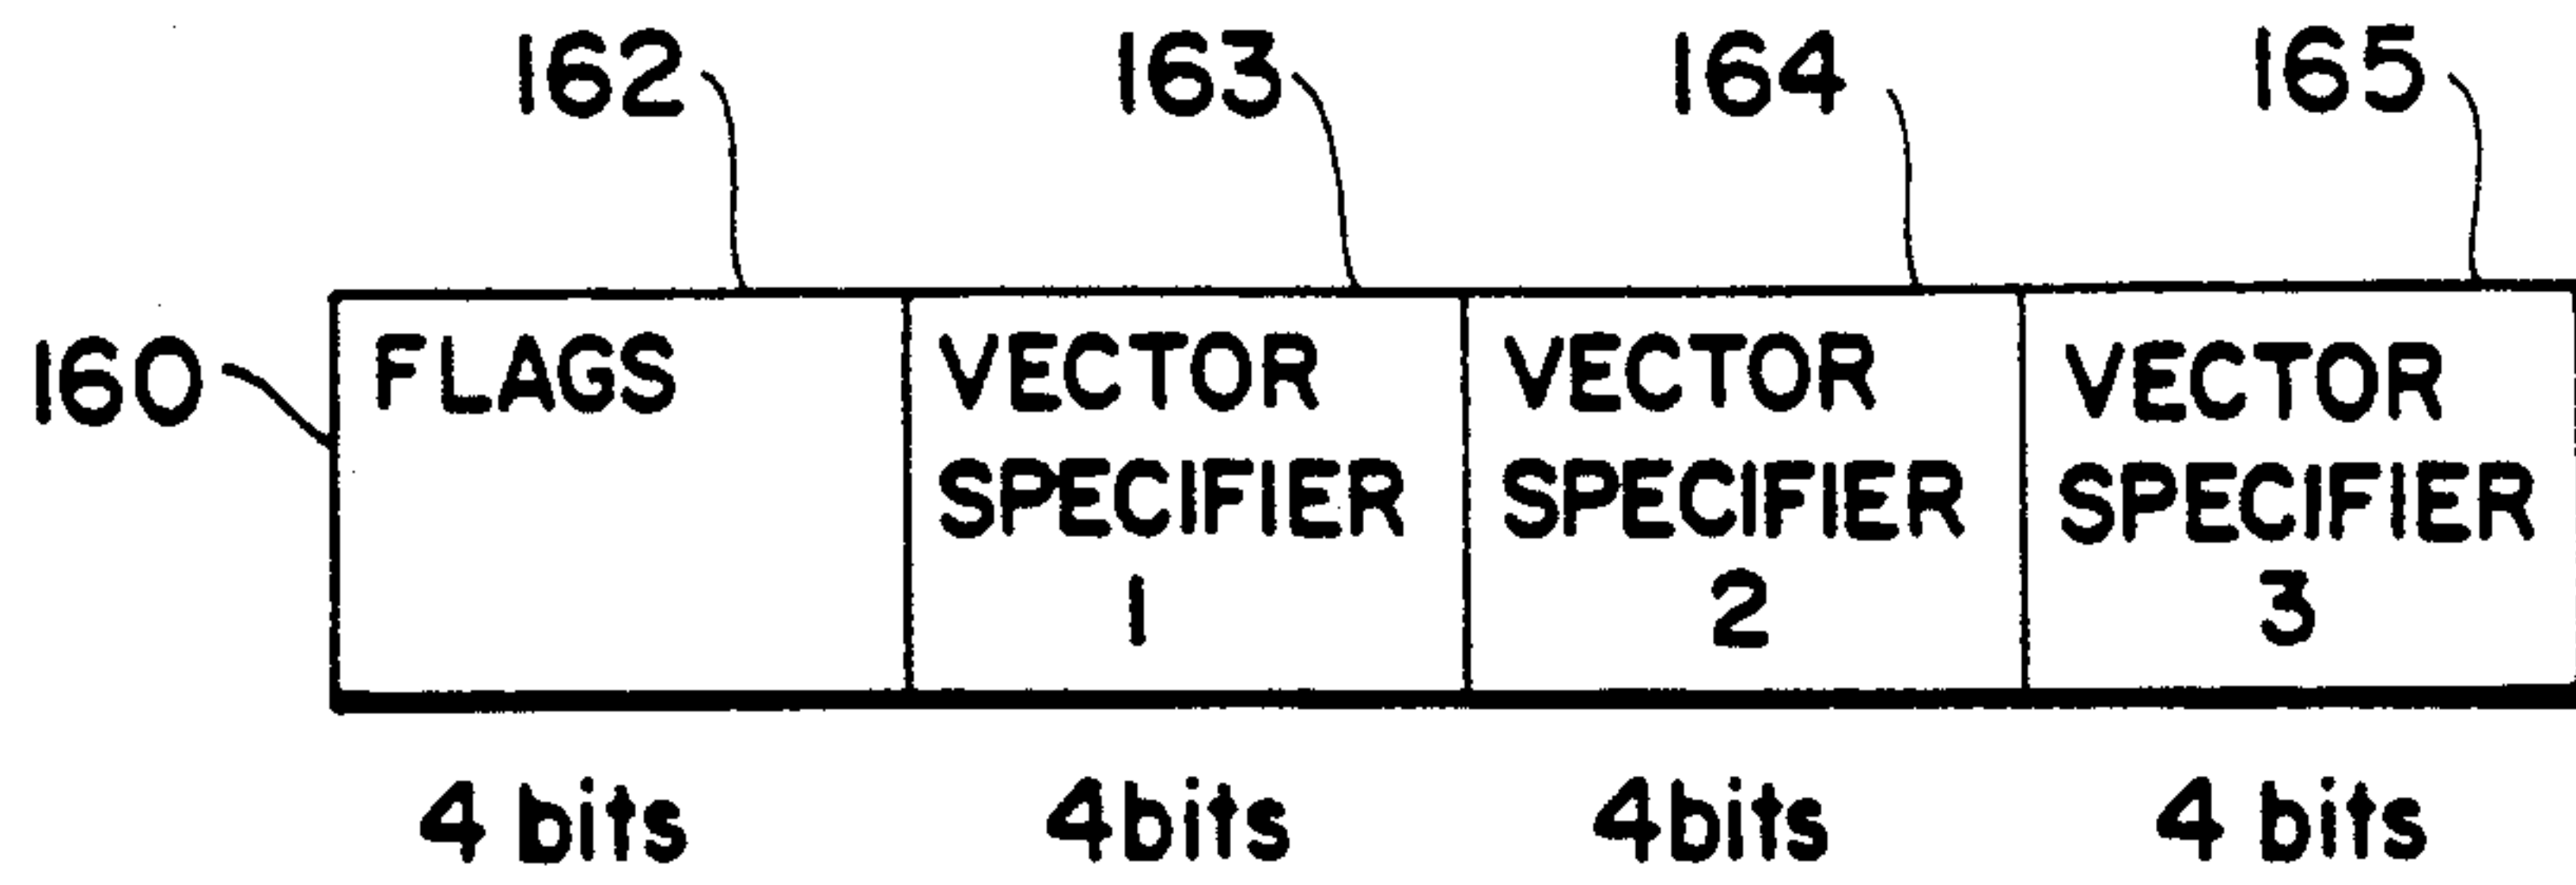 162 163 164 165
160
FLAGS
VECTOR
SPECIFIER
1
VECTOR
SPECIFIER
2
VECTOR
SPECIFIER
3
4 bits 4bits 4bits 4 bits